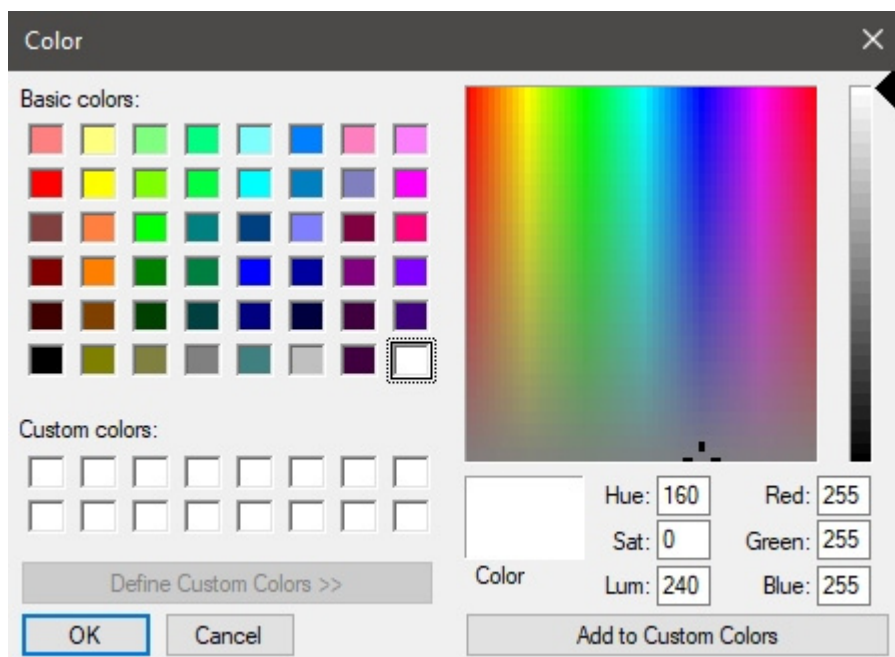 Color
Basic colors:
Custom colors:
Define Custom Colors >>
OK Cancel
Color
Hue: 160 Red: 255
Sat: 0 Green: 255
Lum: 240 Blue: 255
Add to Custom Colors